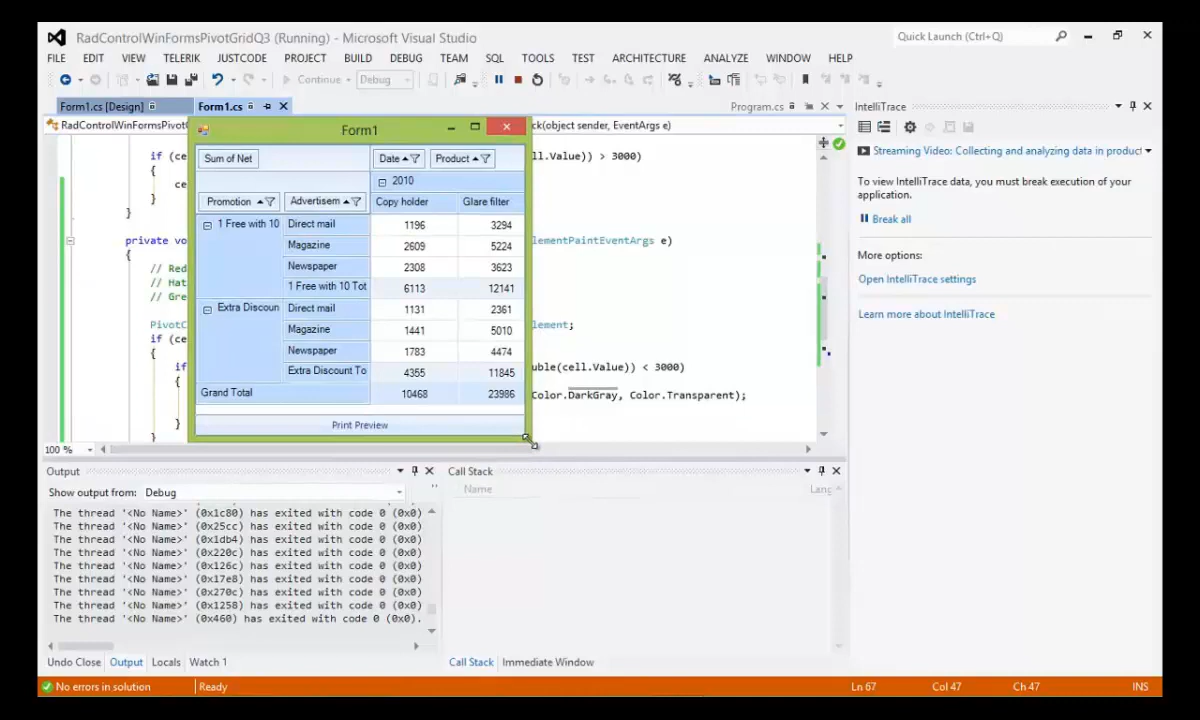 RadControlWinFormsPivotGridQ3 (Running) - Microsoft Visual Studio
Quick Launch (Ctrl+Q)
FILE EDIT VIEW TELERIK JUSTCODE PROJECT BUILD DEBUG TEAM SQL TOOLS TEST ARCHITECTURE ANALYZE WINDOW HELP
Continue Debug
Form1.cs [Design] Form1.cs Program.cs
IntelliTrace
RadControlWinFormsPivotG
ck(object sender, EventArgs e)
Form1
Sum of Net
Date Product
2010
Promotion Advertisem Copy holder Glare filter
1 Free with 10 Direct mail 1196 3294
Magazine 2609 5224
Newspaper 2308 3623
1 Free with 10 Tot 6113 12141
Extra Discoun Direct mail 1131 2361
Magazine 1441 5010
Newspaper 1783 4474
Extra Discount To 4355 11845
Grand Total 10468 23986
Print Preview
if (ce
ll.Value)) > 3000)
{
ce
}
}
private vo
lementPaintEventArgs e)
{
// Red
// Hat
// Gre
PivotC
lement;
if (ce
{
if
uble(cell.Value)) < 3000)
{
Color.DarkGray, Color.Transparent);
}
}
100 %
Streaming Video: Collecting and analyzing data in product
To view IntelliTrace data, you must break execution of your
application.
Break all
More options:
Open IntelliTrace settings
Learn more about IntelliTrace
Output
Show output from: Debug
The thread '<No Name>' (0x1c80) has exited with code 0 (0x0)
The thread '<No Name>' (0x25cc) has exited with code 0 (0x0)
The thread '<No Name>' (0x1db4) has exited with code 0 (0x0)
The thread '<No Name>' (0x220c) has exited with code 0 (0x0)
The thread '<No Name>' (0x126c) has exited with code 0 (0x0)
The thread '<No Name>' (0x17e8) has exited with code 0 (0x0)
The thread '<No Name>' (0x270c) has exited with code 0 (0x0)
The thread '<No Name>' (0x1258) has exited with code 0 (0x0)
The thread '<No Name>' (0x460) has exited with code 0 (0x0).
Call Stack
Name Lang
Undo Close Output Locals Watch 1
Call Stack Immediate Window
No errors in solution Ready Ln 67 Col 47 Ch 47 INS